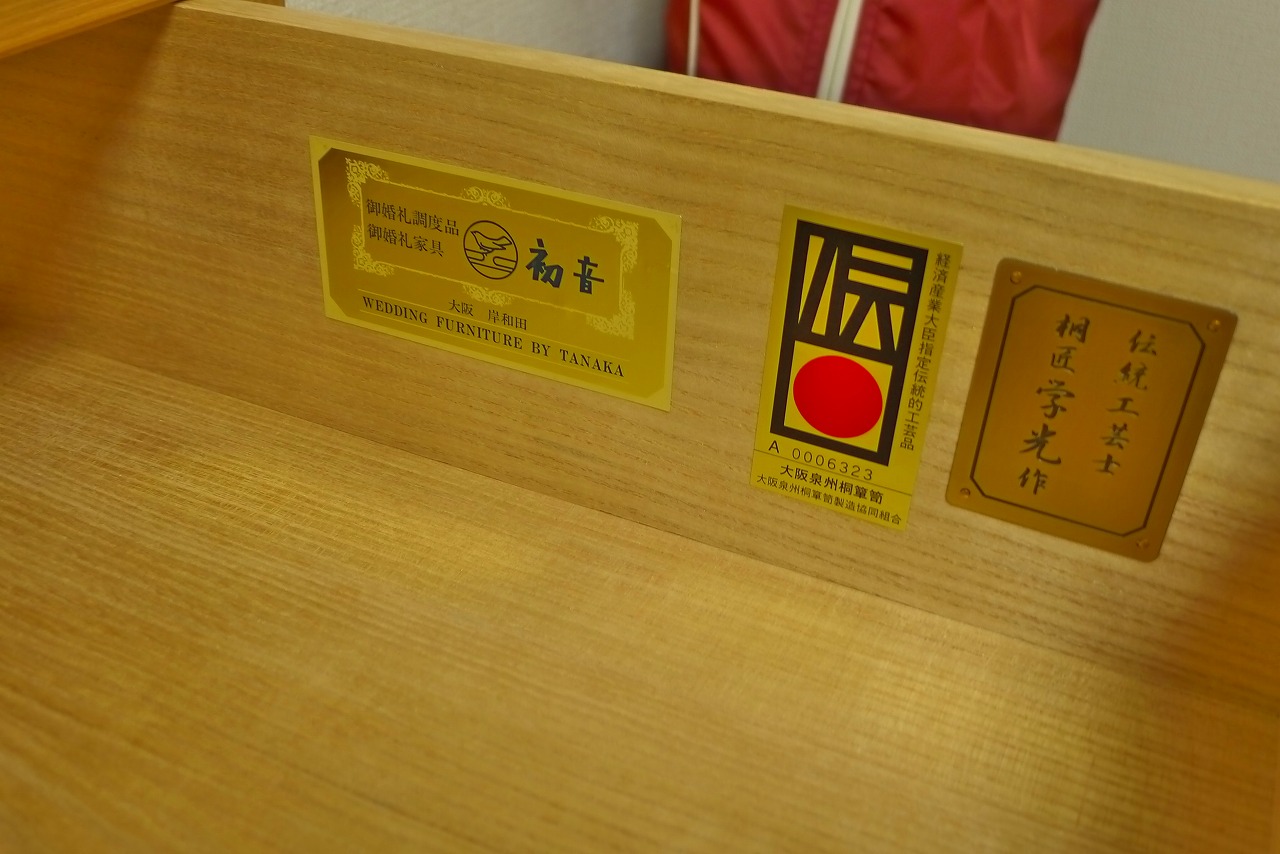 御婚礼調度品
御婚礼家具
初音
大阪 岸和田
WEDDING FURNITURE BY TANAKA
伝
経済産業大臣指定伝統的工芸品
A 0006323
大阪泉州桐簞笥
大阪泉州桐簞笥製造協同組合
伝統工芸士
桐匠学光作